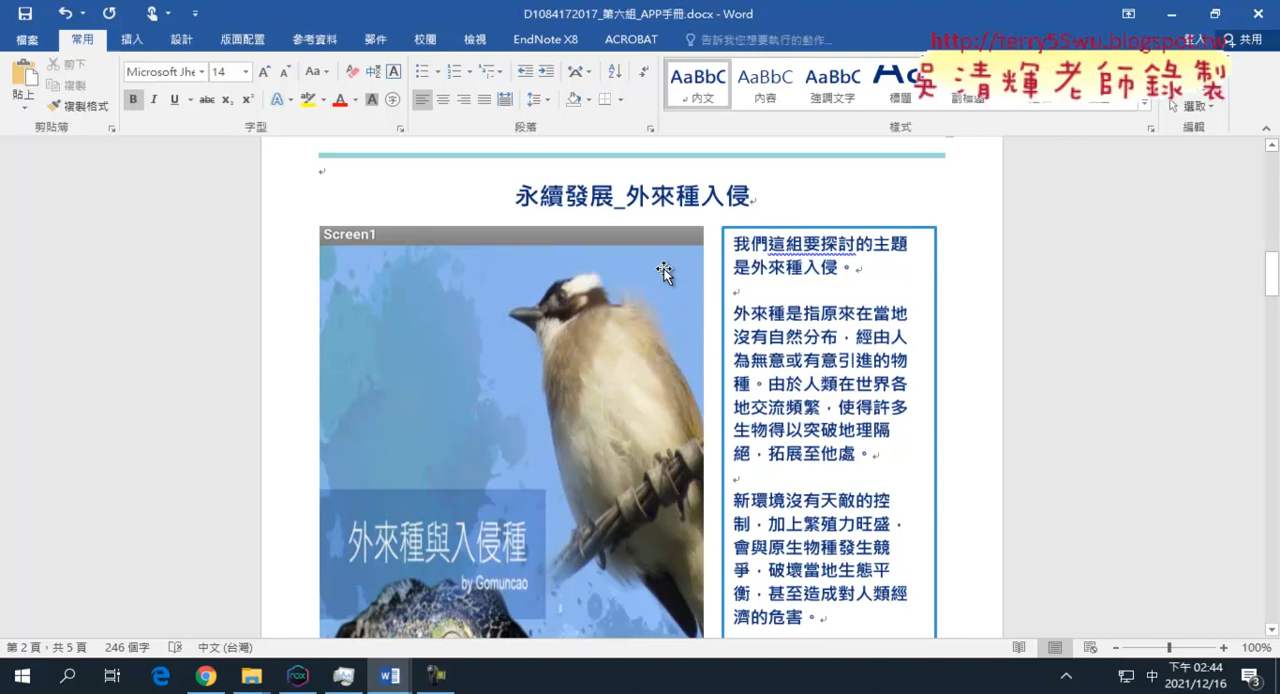 D1084172017_第六組_APP手冊.docx - Word
檔案 常用 插入 設計 版面配置 參考資料 郵件 校閱 檢視 EndNote X8 ACROBAT 告訴我您想要執行的動作... 共用
http://terry55wu.blogspot.tw
吳清輝老師錄製
貼上 剪下 複製 複製格式
Microsoft Jhe 14
AaBbC 內文 AaBbC 內容 AaBbC 強調文字 標題 副標題
選取
剪貼簿 字型 段落 樣式 編輯
永續發展_外來種入侵
Screen1
外來種與入侵種
by Gomuncao
我們這組要探討的主題
是外來種入侵。
外來種是指原來在當地
沒有自然分布，經由人
為無意或有意引進的物
種。由於人類在世界各
地交流頻繁，使得許多
生物得以突破地理隔
絕，拓展至他處。
新環境沒有天敵的控
制，加上繁殖力旺盛，
會與原生物種發生競
爭，破壞當地生態平
衡，甚至造成對人類經
濟的危害。
第 2 頁，共 5 頁 246 個字 中文 (台灣) 100%
中 下午 02:44
2021/12/16
3